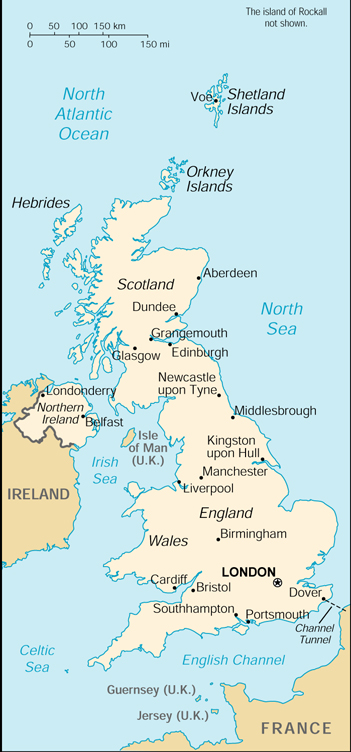 The island of Rockall
not shown.
0 50 100 150 km
0 50 100 150 mi
North
Atlantic
Ocean
Voe
Shetland
Islands
Orkney
Islands
Hebrides
Aberdeen
Scotland
Dundee
North
Sea
Grangemouth
Glasgow
Edinburgh
Newcastle
upon Tyne
Londonderry
Northern
Ireland
Belfast
Middlesbrough
Isle
of Man
(U.K.)
Kingston
upon Hull
Irish
Sea
Manchester
Liverpool
IRELAND
England
Wales
Birmingham
LONDON
Cardiff
Bristol
Dover
Southhampton
Portsmouth
Channel
Tunnel
Celtic
Sea
English Channel
Guernsey (U.K.)
Jersey (U.K.)
FRANCE